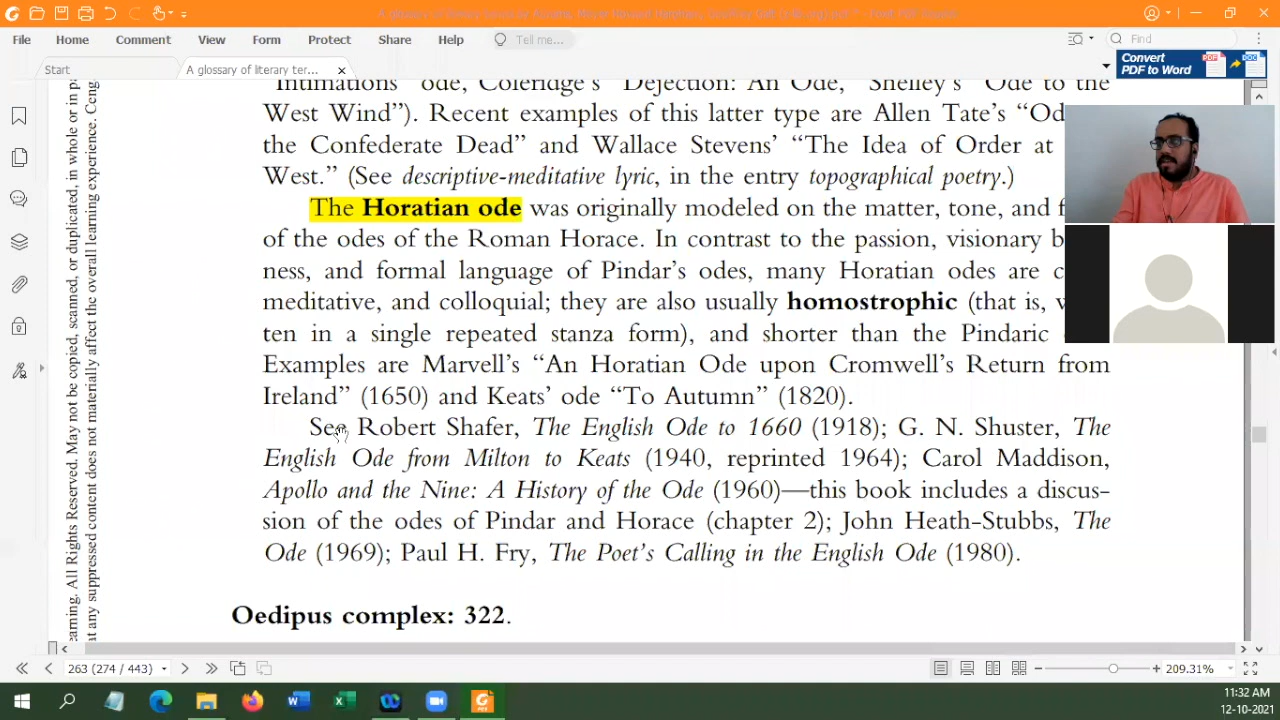 File Home Comment View Form Protect Share Help Tell me... Find
Start A glossary of literary ter...
Convert
PDF to Word
"Intimations" ode, Coleridge's "Dejection: An Ode," Shelley's "Ode to the
West Wind"). Recent examples of this latter type are Allen Tate's "Od
the Confederate Dead" and Wallace Stevens' "The Idea of Order at
West." (See descriptive-meditative lyric, in the entry topographical poetry.)
The Horatian ode was originally modeled on the matter, tone, and f
of the odes of the Roman Horace. In contrast to the passion, visionary b
ness, and formal language of Pindar's odes, many Horatian odes are c
meditative, and colloquial; they are also usually homostrophic (that is, w
ten in a single repeated stanza form), and shorter than the Pindaric
Examples are Marvell's "An Horatian Ode upon Cromwell's Return from
Ireland" (1650) and Keats' ode "To Autumn" (1820).
See Robert Shafer, The English Ode to 1660 (1918); G. N. Shuster, The
English Ode from Milton to Keats (1940, reprinted 1964); Carol Maddison,
Apollo and the Nine: A History of the Ode (1960)—this book includes a discus-
sion of the odes of Pindar and Horace (chapter 2); John Heath-Stubbs, The
Ode (1969); Paul H. Fry, The Poet's Calling in the English Ode (1980).
Oedipus complex: 322.
earning. All Rights Reserved. May not be copied, scanned, or duplicated, in whole or in pa
at any suppressed content does not materially affect the overall learning experience. Ceng
263 (274 / 443) 209.31%
11:32 AM
12-10-2021